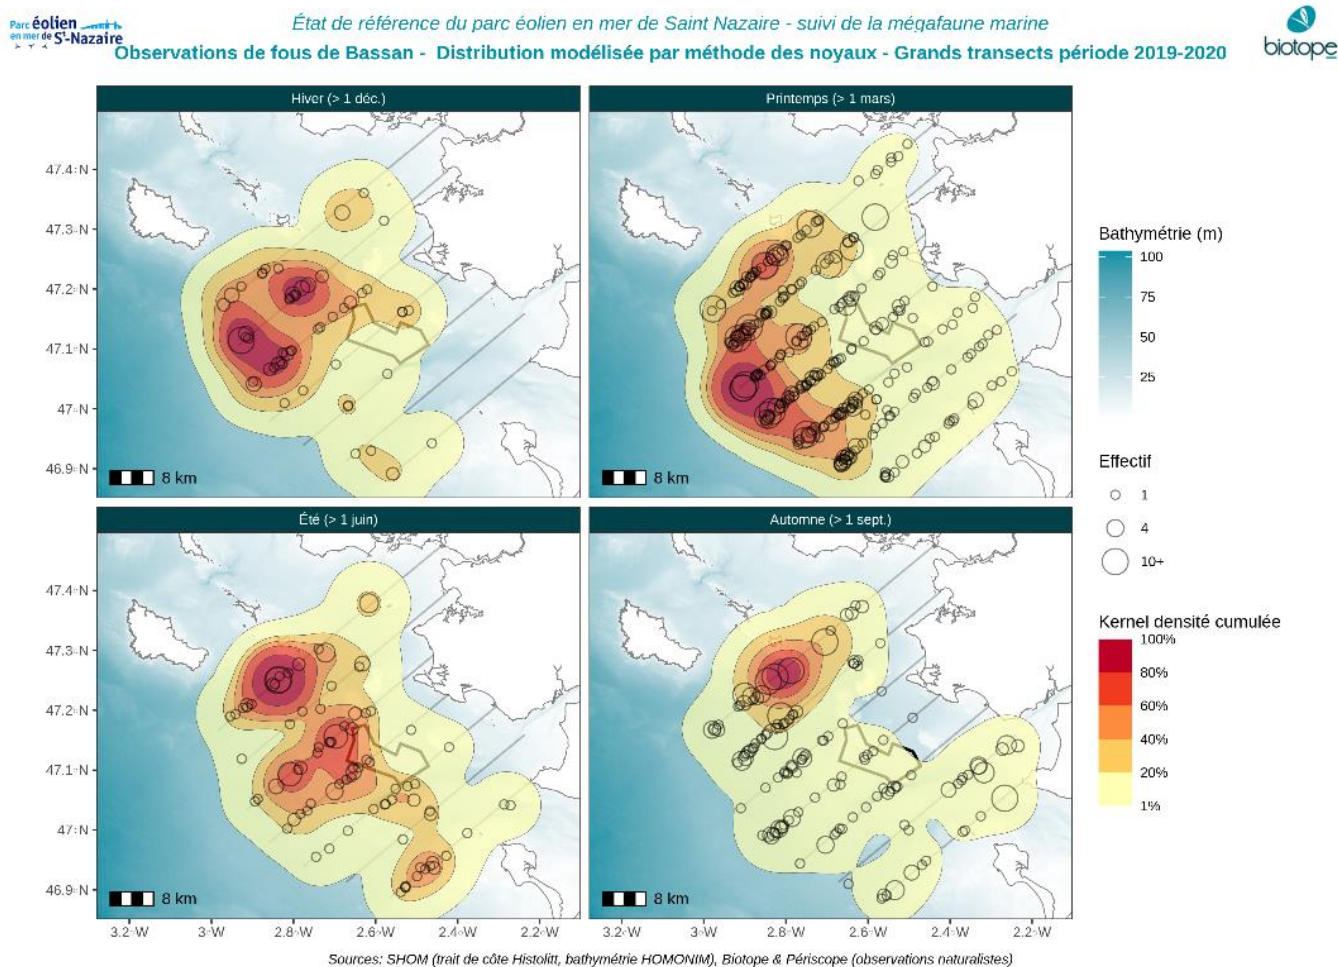 Parc éolien
en mer de St-Nazaire
État de référence du parc éolien en mer de Saint Nazaire - suivi de la mégafaune marine
Observations de fous de Bassan - Distribution modélisée par méthode des noyaux - Grands transects période 2019-2020
biotope
Hiver (> 1 déc.)
Printemps (> 1 mars)
47.4°N
47.3°N
47.2°N
47.1°N
47°N
46.9°N
8 km
8 km
Été (> 1 juin)
Automne (> 1 sept.)
47.4°N
47.3°N
47.2°N
47.1°N
47°N
46.9°N
8 km
8 km
3.2°W
3°W
2.8°W
2.6°W
2.4°W
2.2°W
3.2°W
3°W
2.8°W
2.6°W
2.4°W
2.2°W
Bathymétrie (m)
100
75
50
25
Effectif
1
4
10+
Kernel densité cumulée
100%
80%
60%
40%
20%
1%
Sources: SHOM (trait de côte Histolitt, bathymétrie HOMONIM), Biotope & Périscope (observations naturalistes)